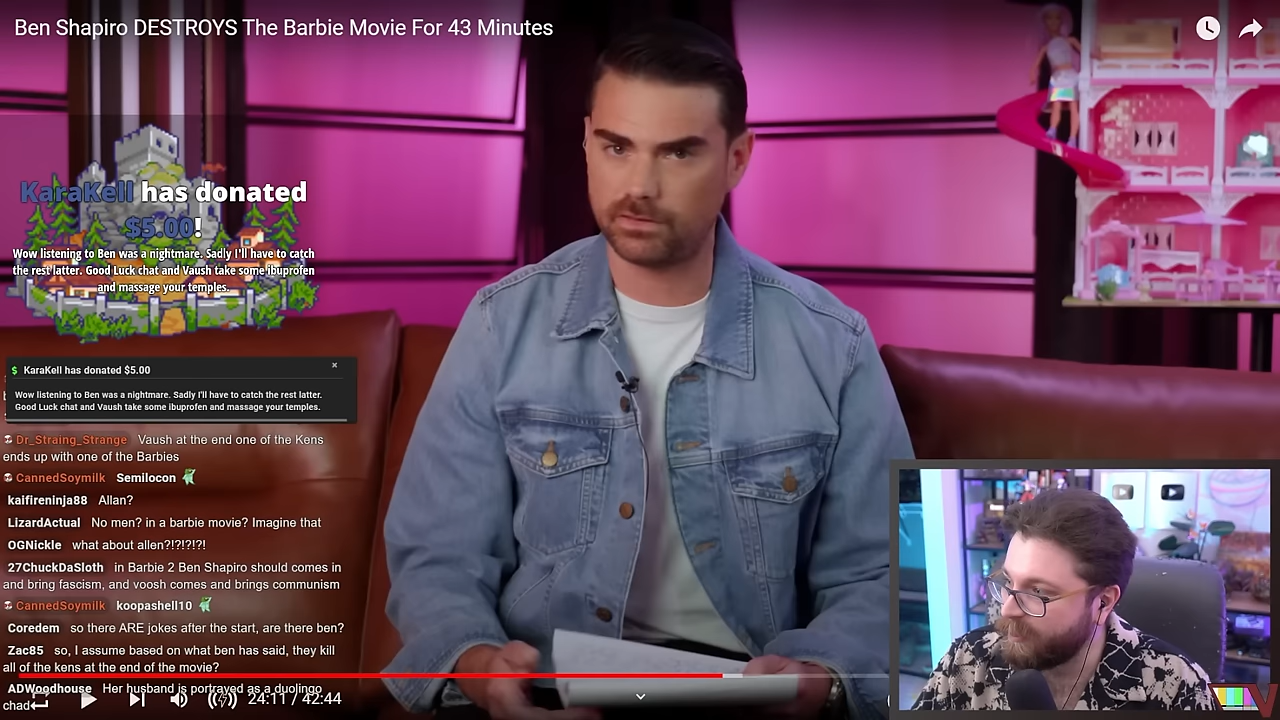 Ben Shapiro DESTROYS The Barbie Movie For 43 Minutes
KaraKell has donated
$5.00!
Wow listening to Ben was a nightmare. Sadly I'll have to catch
the rest latter. Good Luck chat and Vaush take some ibuprofen
and massage your temples.
$ KaraKell has donated $5.00
Wow listening to Ben was a nightmare. Sadly I'll have to catch the rest latter.
Good Luck chat and Vaush take some ibuprofen and massage your temples.
Dr_Straing_Strange Vaush at the end one of the Kens
ends up with one of the Barbies
CannedSoymilk Semilocon
kaifireninja88 Allan?
LizardActual No men? in a barbie movie? Imagine that
OGNickle what about allen?!?!?!?!
27ChuckDaSloth in Barbie 2 Ben Shapiro should comes in
and bring fascism, and voosh comes and brings communism
CannedSoymilk koopashell10
Coredem so there ARE jokes after the start, are there ben?
Zac85 so, I assume based on what ben has said, they kill
all of the kens at the end of the movie?
ADWoodhouse Her husband is portrayed as a duolingo
chad
24:11 / 42:44